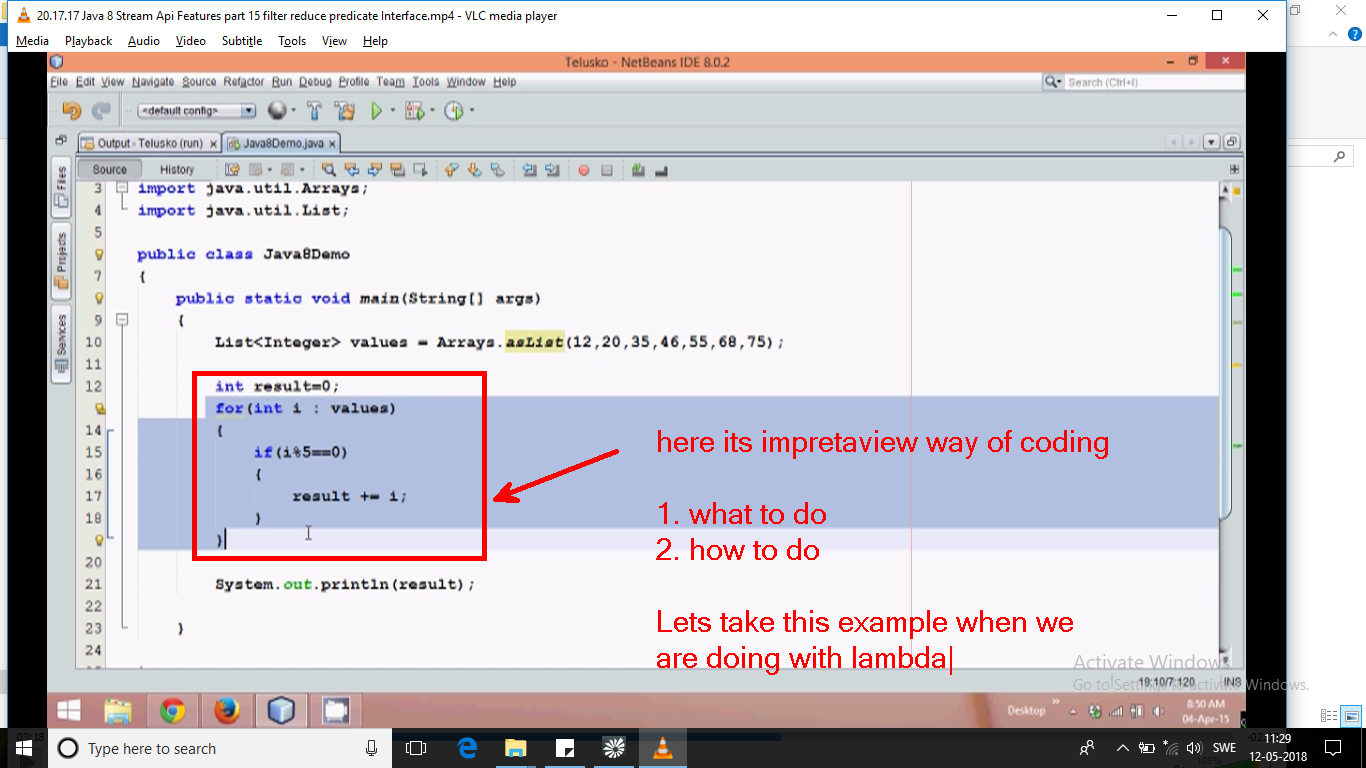 20.17.17 Java 8 Stream Api Features part 15 filter reduce predicate Interface.mp4 - VLC media player
Media Playback Audio Video Subtitle Tools View Help
Telusko - NetBeans IDE 8.0.2
File Edit View Navigate Source Refactor Run Debug Profile Team Tools Window Help
Search (Ctrl+I)
<default config>
Output - Telusko (run) x Java8Demo.java x
Source History
Files
Projects
Services
3 import java.util.Arrays;
4 import java.util.List;
5
public class Java8Demo
7 {
public static void main(String[] args)
9 {
10 List<Integer> values = Arrays.asList(12,20,35,46,55,68,75);
11
12 int result=0;
for(int i : values)
14 {
15 if(i%5==0)
16 {
17 result += i;
18 }
}
20
21 System.out.println(result);
22
23 }
24
here its impretaview way of coding
1. what to do
2. how to do
Lets take this example when we
are doing with lambda
Activate Windows
Go to Settings to activate Windows.
19:10/7:120 INS
Desktop
8:50 AM
04-Apr-15
03:18
Type here to search
SWE
11:29
12-05-2018